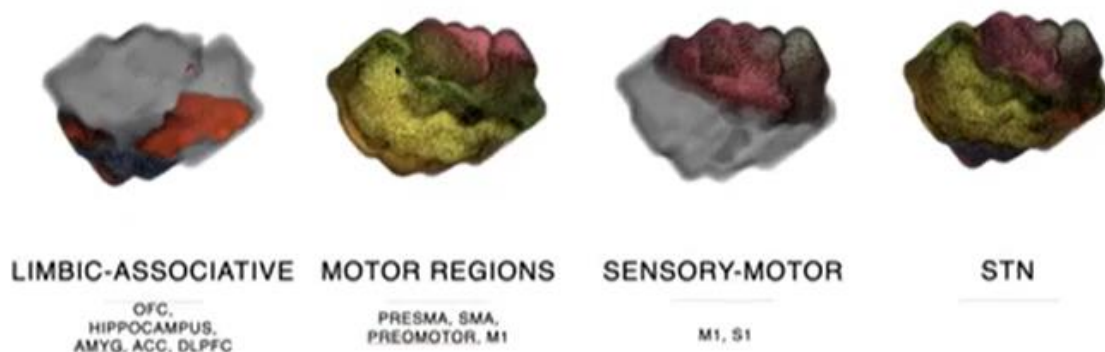 LIMBIC-ASSOCIATIVE
OFC,
HIPPOCAMPUS,
AMYG, ACC, DLPFC
MOTOR REGIONS
PRESMA, SMA,
PREOMOTOR, M1
SENSORY-MOTOR
M1, S1
STN